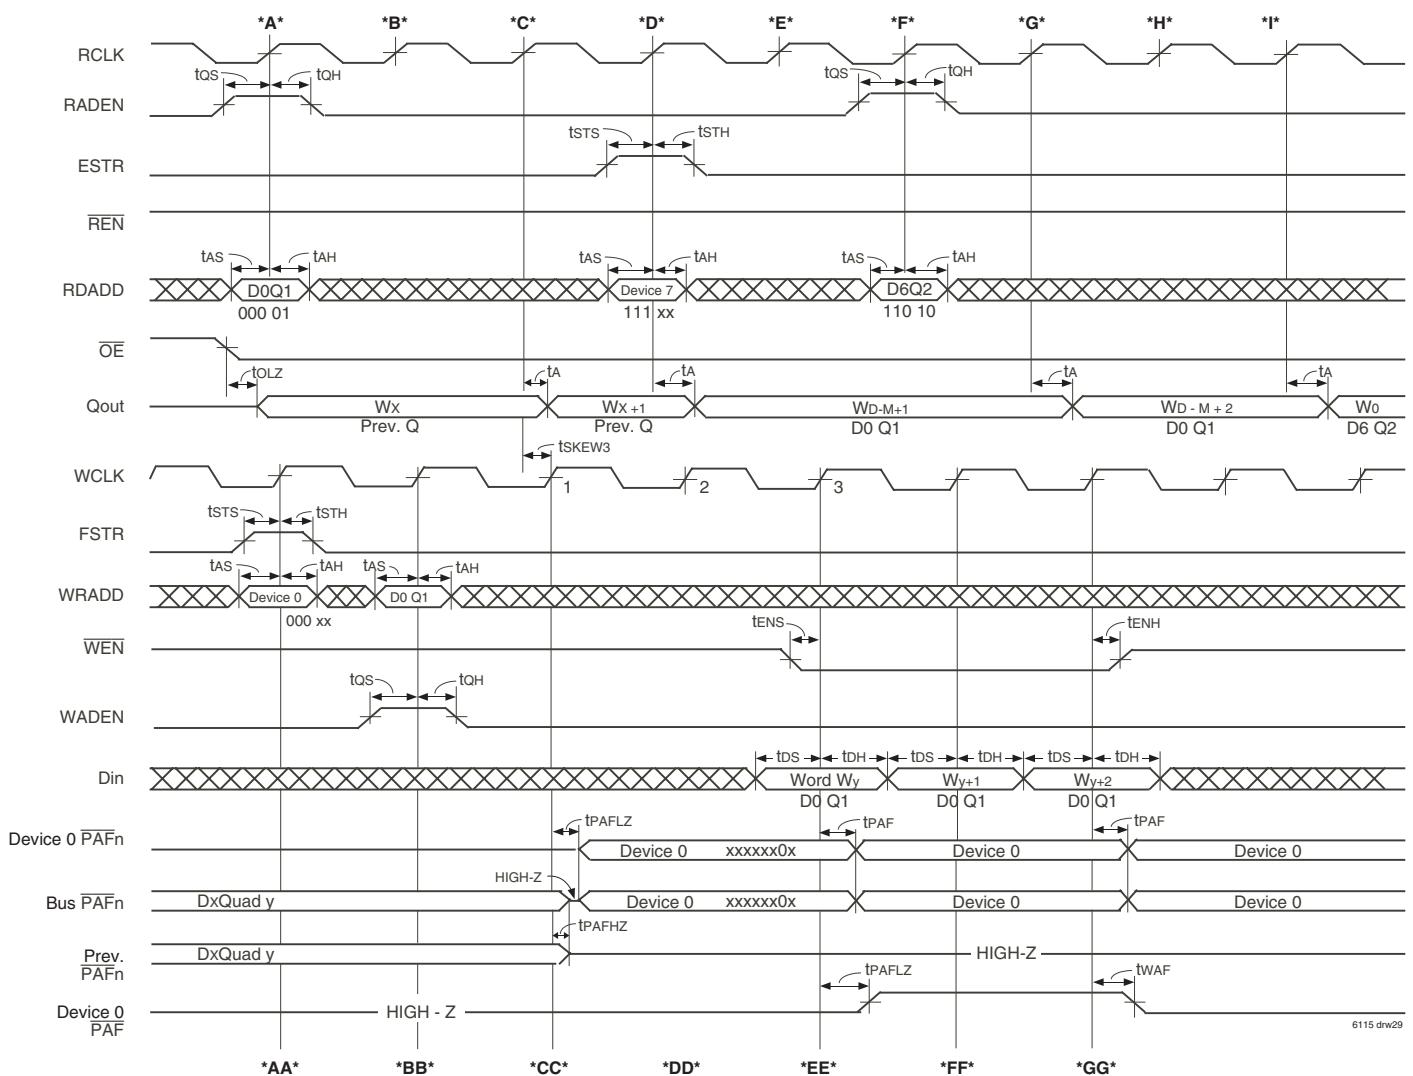 *A* *B* *C* *D* *E* *F* *G* *H* *I*
RCLK
tQS tQH tQS tQH
RADEN
tSTS tSTH
ESTR
REN
tAS tAH tAS tAH tAS tAH
RDADD D0Q1 Device 7 D6Q2
000 01 111 xx 110 10
OE
tOLZ tA tA tA tA
Qout WX WX +1 WD-M+1 WD - M + 2 W0
Prev. Q Prev. Q D0 Q1 D0 Q1 D6 Q2
tSKEW3
WCLK 1 2 3
tSTS tSTH
FSTR
tAS tAH tAS tAH
WRADD Device 0 D0 Q1
000 xx
tENS tENH
WEN
tQS tQH
WADEN
tDS tDH tDS tDH tDS tDH
Din Word Wy Wy+1 Wy+2
D0 Q1 D0 Q1 D0 Q1
tPAFLZ tPAF tPAF
Device 0 PAFn Device 0 xxxxxx0x Device 0 Device 0
HIGH-Z
Bus PAFn DxQuad y Device 0 xxxxxx0x Device 0 Device 0
tPAFHZ
Prev. PAFn DxQuad y HIGH-Z
tPAFLZ tWAF
Device 0 PAF HIGH - Z
6115 drw29
*AA* *BB* *CC* *DD* *EE* *FF* *GG*